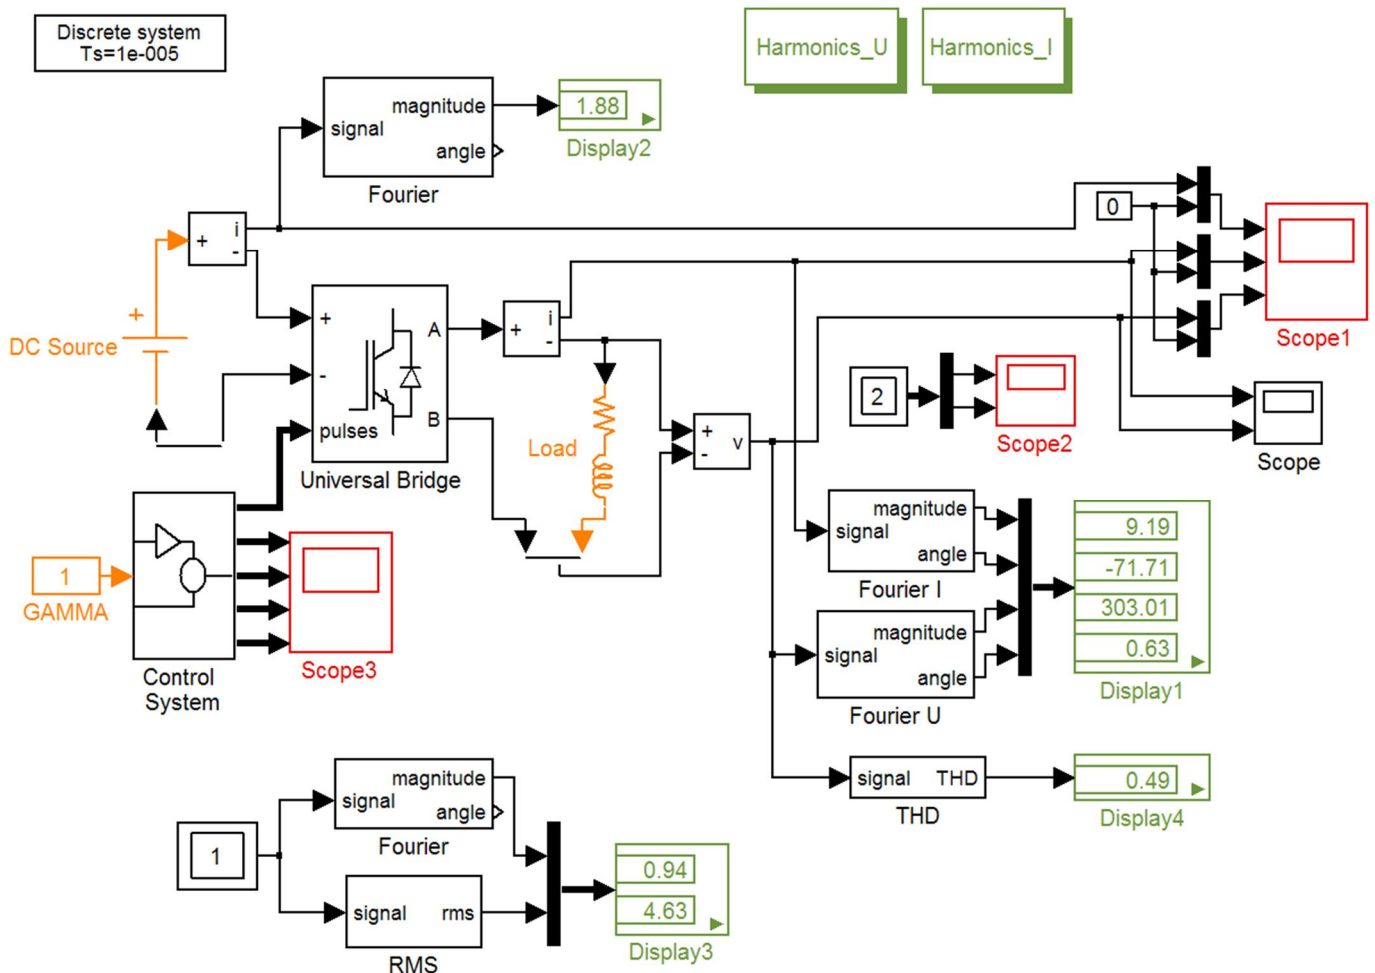 Discrete system
Ts=1e-005
Harmonics_U
Harmonics_I
signal
magnitude
angle
Fourier
1.88
Display2
+
i
-
0
Scope1
+
DC Source
+
-
pulses
A
B
Universal Bridge
+
i
-
Load
+
-
v
2
Scope2
Scope
1
GAMMA
Control
System
Scope3
signal
magnitude
angle
Fourier I
signal
magnitude
angle
Fourier U
9.19
-71.71
303.01
0.63
Display1
signal
THD
THD
0.49
Display4
1
signal
magnitude
angle
Fourier
signal
rms
RMS
0.94
4.63
Display3